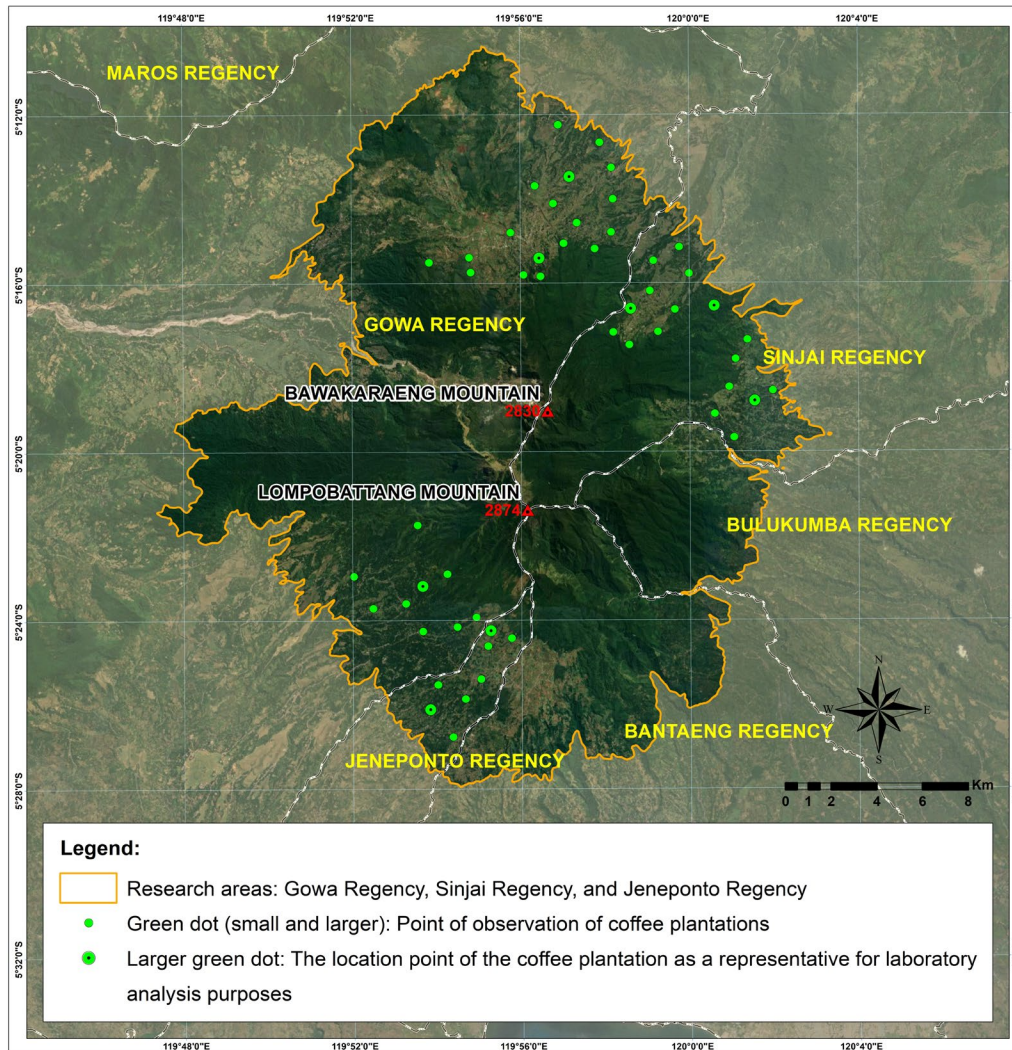 119°48'0"E 119°52'0"E 119°56'0"E 120°0'0"E 120°4'0"E
MAROS REGENCY
5°12'0"S
5°16'0"S
GOWA REGENCY
SINJAI REGENCY
BAWAKARAENG MOUNTAIN
2830
5°20'0"S
LOMPOBATTANG MOUNTAIN
2874
BULUKUMBA REGENCY
5°24'0"S
N
W E
S
BANTAENG REGENCY
JENEPONTO REGENCY
5°28'0"S
Km
0 1 2 4 6 8
Legend:
Research areas: Gowa Regency, Sinjai Regency, and Jeneponto Regency
Green dot (small and larger): Point of observation of coffee plantations
Larger green dot: The location point of the coffee plantation as a representative for laboratory
analysis purposes
5°32'0"S
119°48'0"E 119°52'0"E 119°56'0"E 120°0'0"E 120°4'0"E